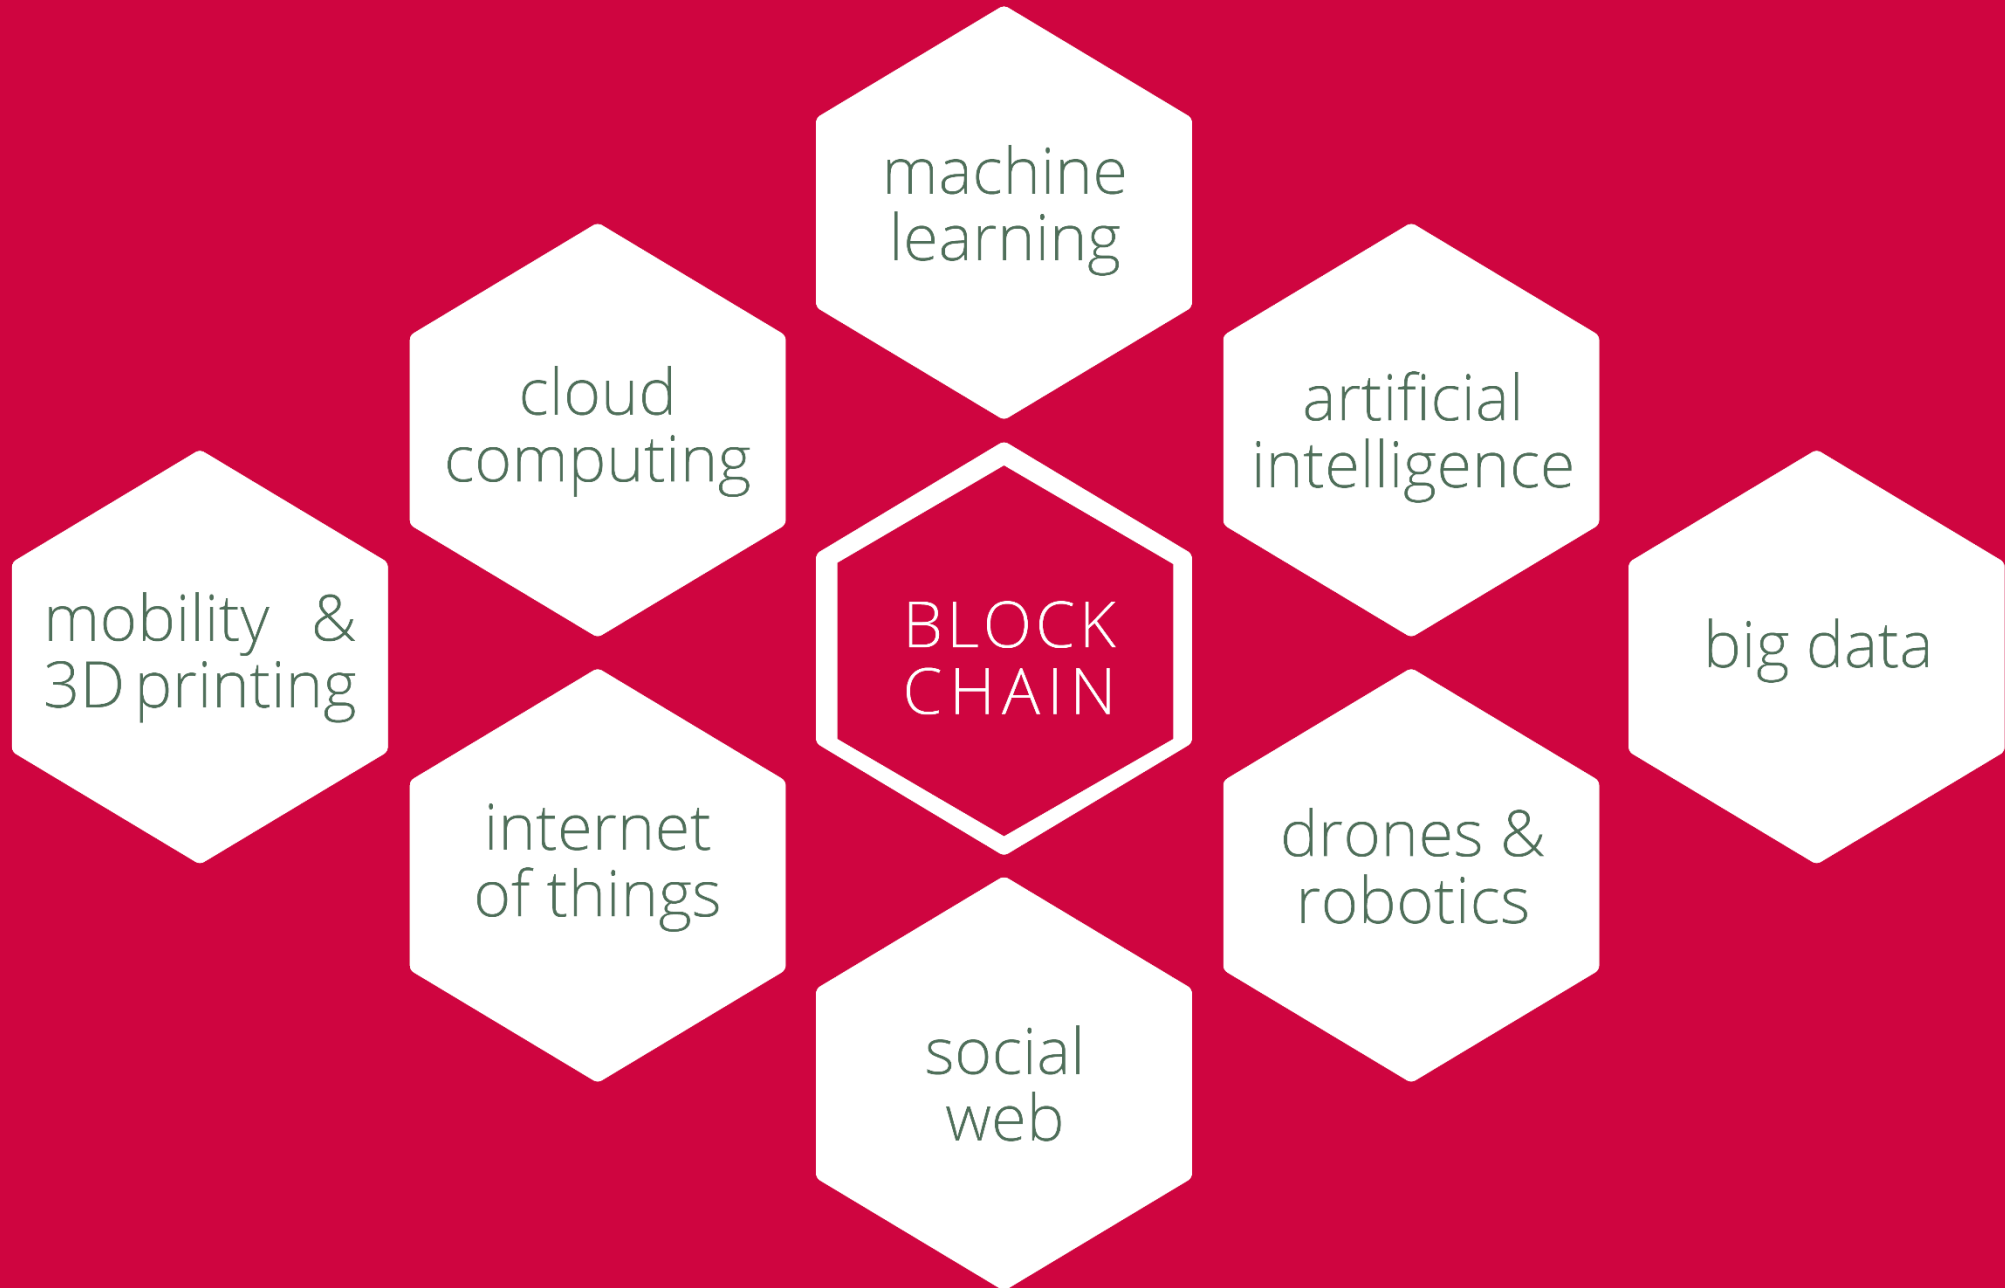 machine
learning
cloud
computing
artificial
intelligence
mobility &
3D printing
BLOCK
CHAIN
big data
internet
of things
drones &
robotics
social
web